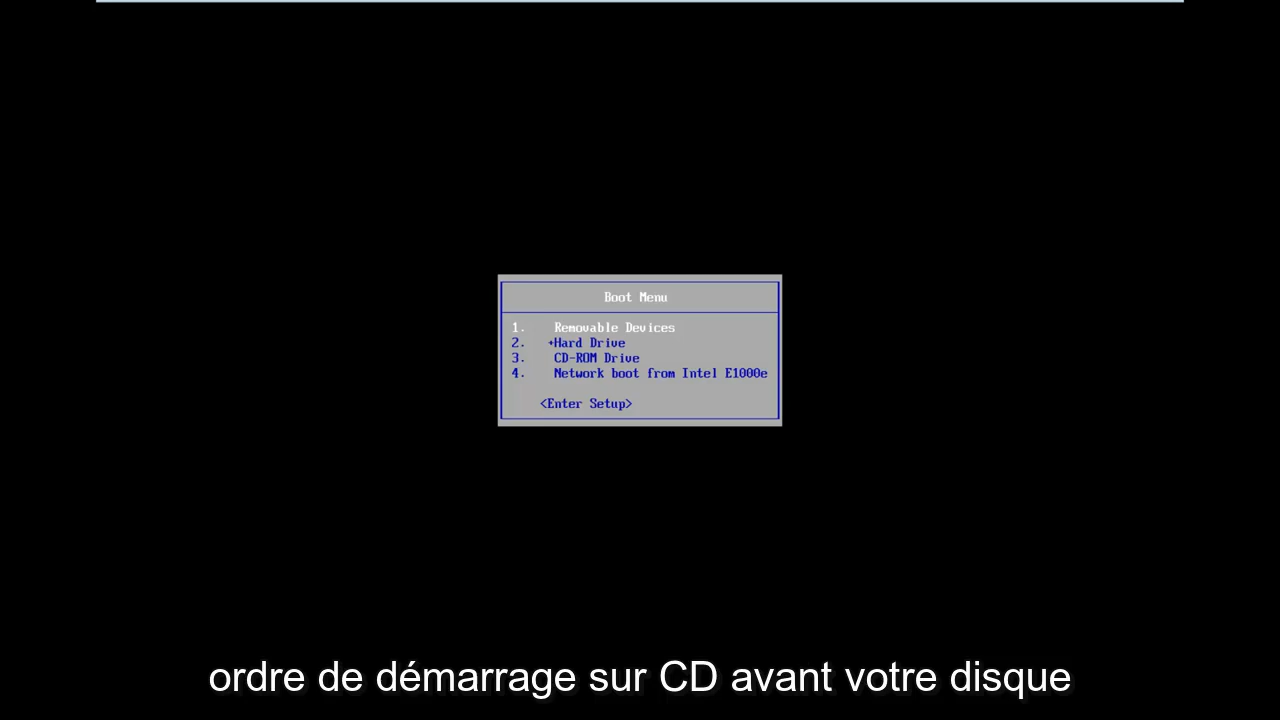 Boot Menu
1. Removable Devices
2. +Hard Drive
3. CD-ROM Drive
4. Network boot from Intel E1000e
<Enter Setup>
ordre de démarrage sur CD avant votre disque